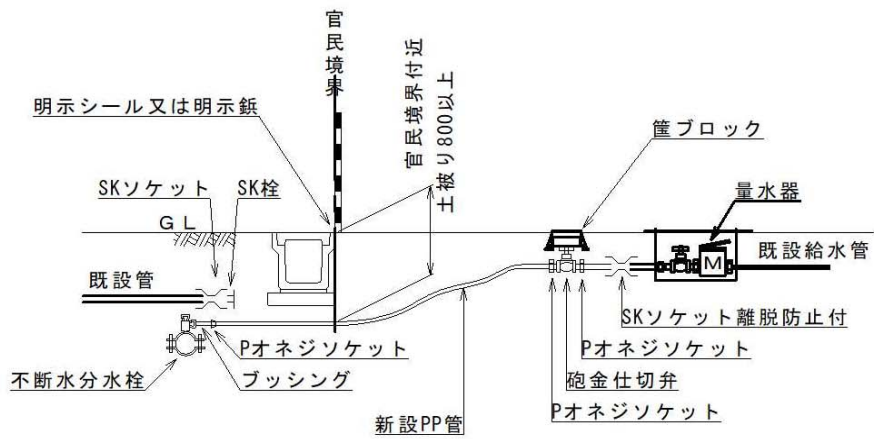 官民境界
官民境界付近
土被り800以上
明示シール又は明示鋲
筐ブロック
SKソケット
SK栓
量水器
GL
既設給水管
既設管
M
SKソケット離脱防止付
Pオネジソケット
Pオネジソケット
不断水分水栓
ブッシング
砲金仕切弁
Pオネジソケット
新設PP管